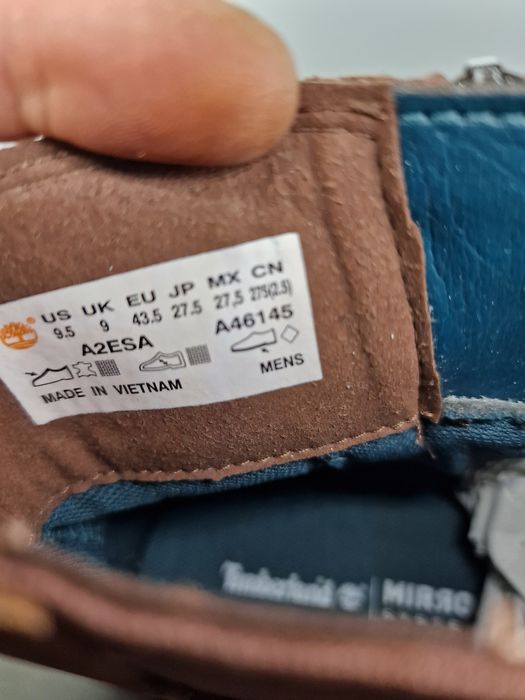 US UK EU JP MX CN
9.5 9 43.5 27.5 27,5 275(2.5)
A2ESA A46145
MENS
MADE IN VIETNAM
Timberland